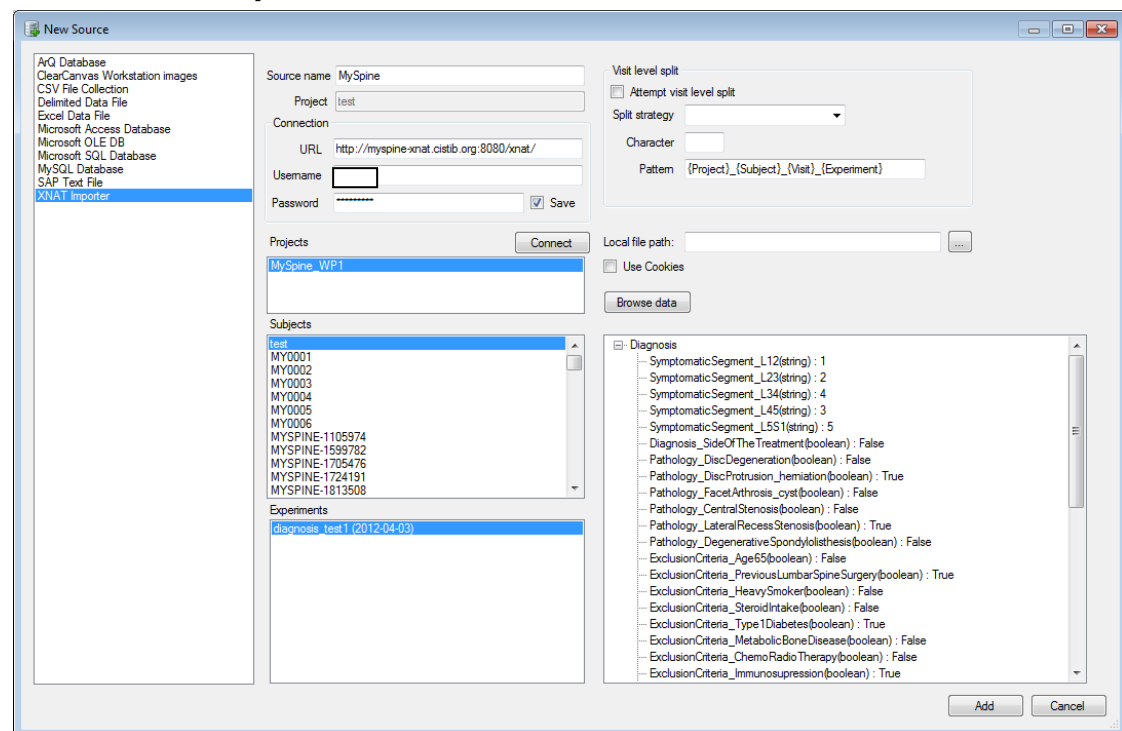 New Source
ArQ Database
ClearCanvas Workstation images
CSV File Collection
Delimited Data File
Excel Data File
Microsoft Access Database
Microsoft OLE DB
Microsoft SQL Database
MySQL Database
SAP Text File
XNAT Importer
Source name MySpine
Project test
Connection
URL http://myspine-xnat.cistib.org:8080/xnat/
Username
Password ********* Save
Projects Connect
MySpine_WP1
Subjects
test
MY0001
MY0002
MY0003
MY0004
MY0005
MY0006
MYSPINE-1105974
MYSPINE-1599782
MYSPINE-1705476
MYSPINE-1724191
MYSPINE-1813508
Experiments
diagnosis_test1 (2012-04-03)
Visit level split
Attempt visit level split
Split strategy
Character
Pattern {Project}_{Subject}_{Visit}_{Experiment}
Local file path: ...
Use Cookies
Browse data
Diagnosis
SymptomaticSegment_L12(string) : 1
SymptomaticSegment_L23(string) : 2
SymptomaticSegment_L34(string) : 4
SymptomaticSegment_L45(string) : 3
SymptomaticSegment_L5S1(string) : 5
Diagnosis_SideOfTheTreatment(boolean) : False
Pathology_DiscDegeneration(boolean) : False
Pathology_DiscProtrusion_herniation(boolean) : True
Pathology_FacetArthrosis_cyst(boolean) : False
Pathology_CentralStenosis(boolean) : False
Pathology_LateralRecessStenosis(boolean) : True
Pathology_DegenerativeSpondylolisthesis(boolean) : False
ExclusionCriteria_Age65(boolean) : False
ExclusionCriteria_PreviousLumbarSpineSurgery(boolean) : True
ExclusionCriteria_HeavySmoker(boolean) : False
ExclusionCriteria_SteroidIntake(boolean) : False
ExclusionCriteria_Type1Diabetes(boolean) : True
ExclusionCriteria_MetabolicBoneDisease(boolean) : False
ExclusionCriteria_ChemoRadioTherapy(boolean) : False
ExclusionCriteria_Immunosupression(boolean) : True
Add Cancel